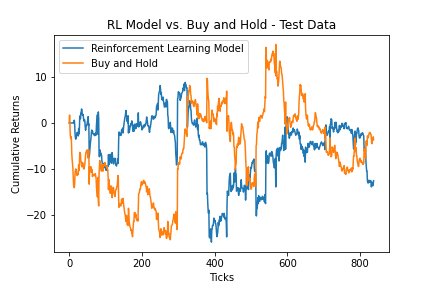 RL Model vs. Buy and Hold - Test Data
Reinforcement Learning Model
Buy and Hold
Cumulative Returns
10
0
−10
−20
0 200 400 600 800
Ticks